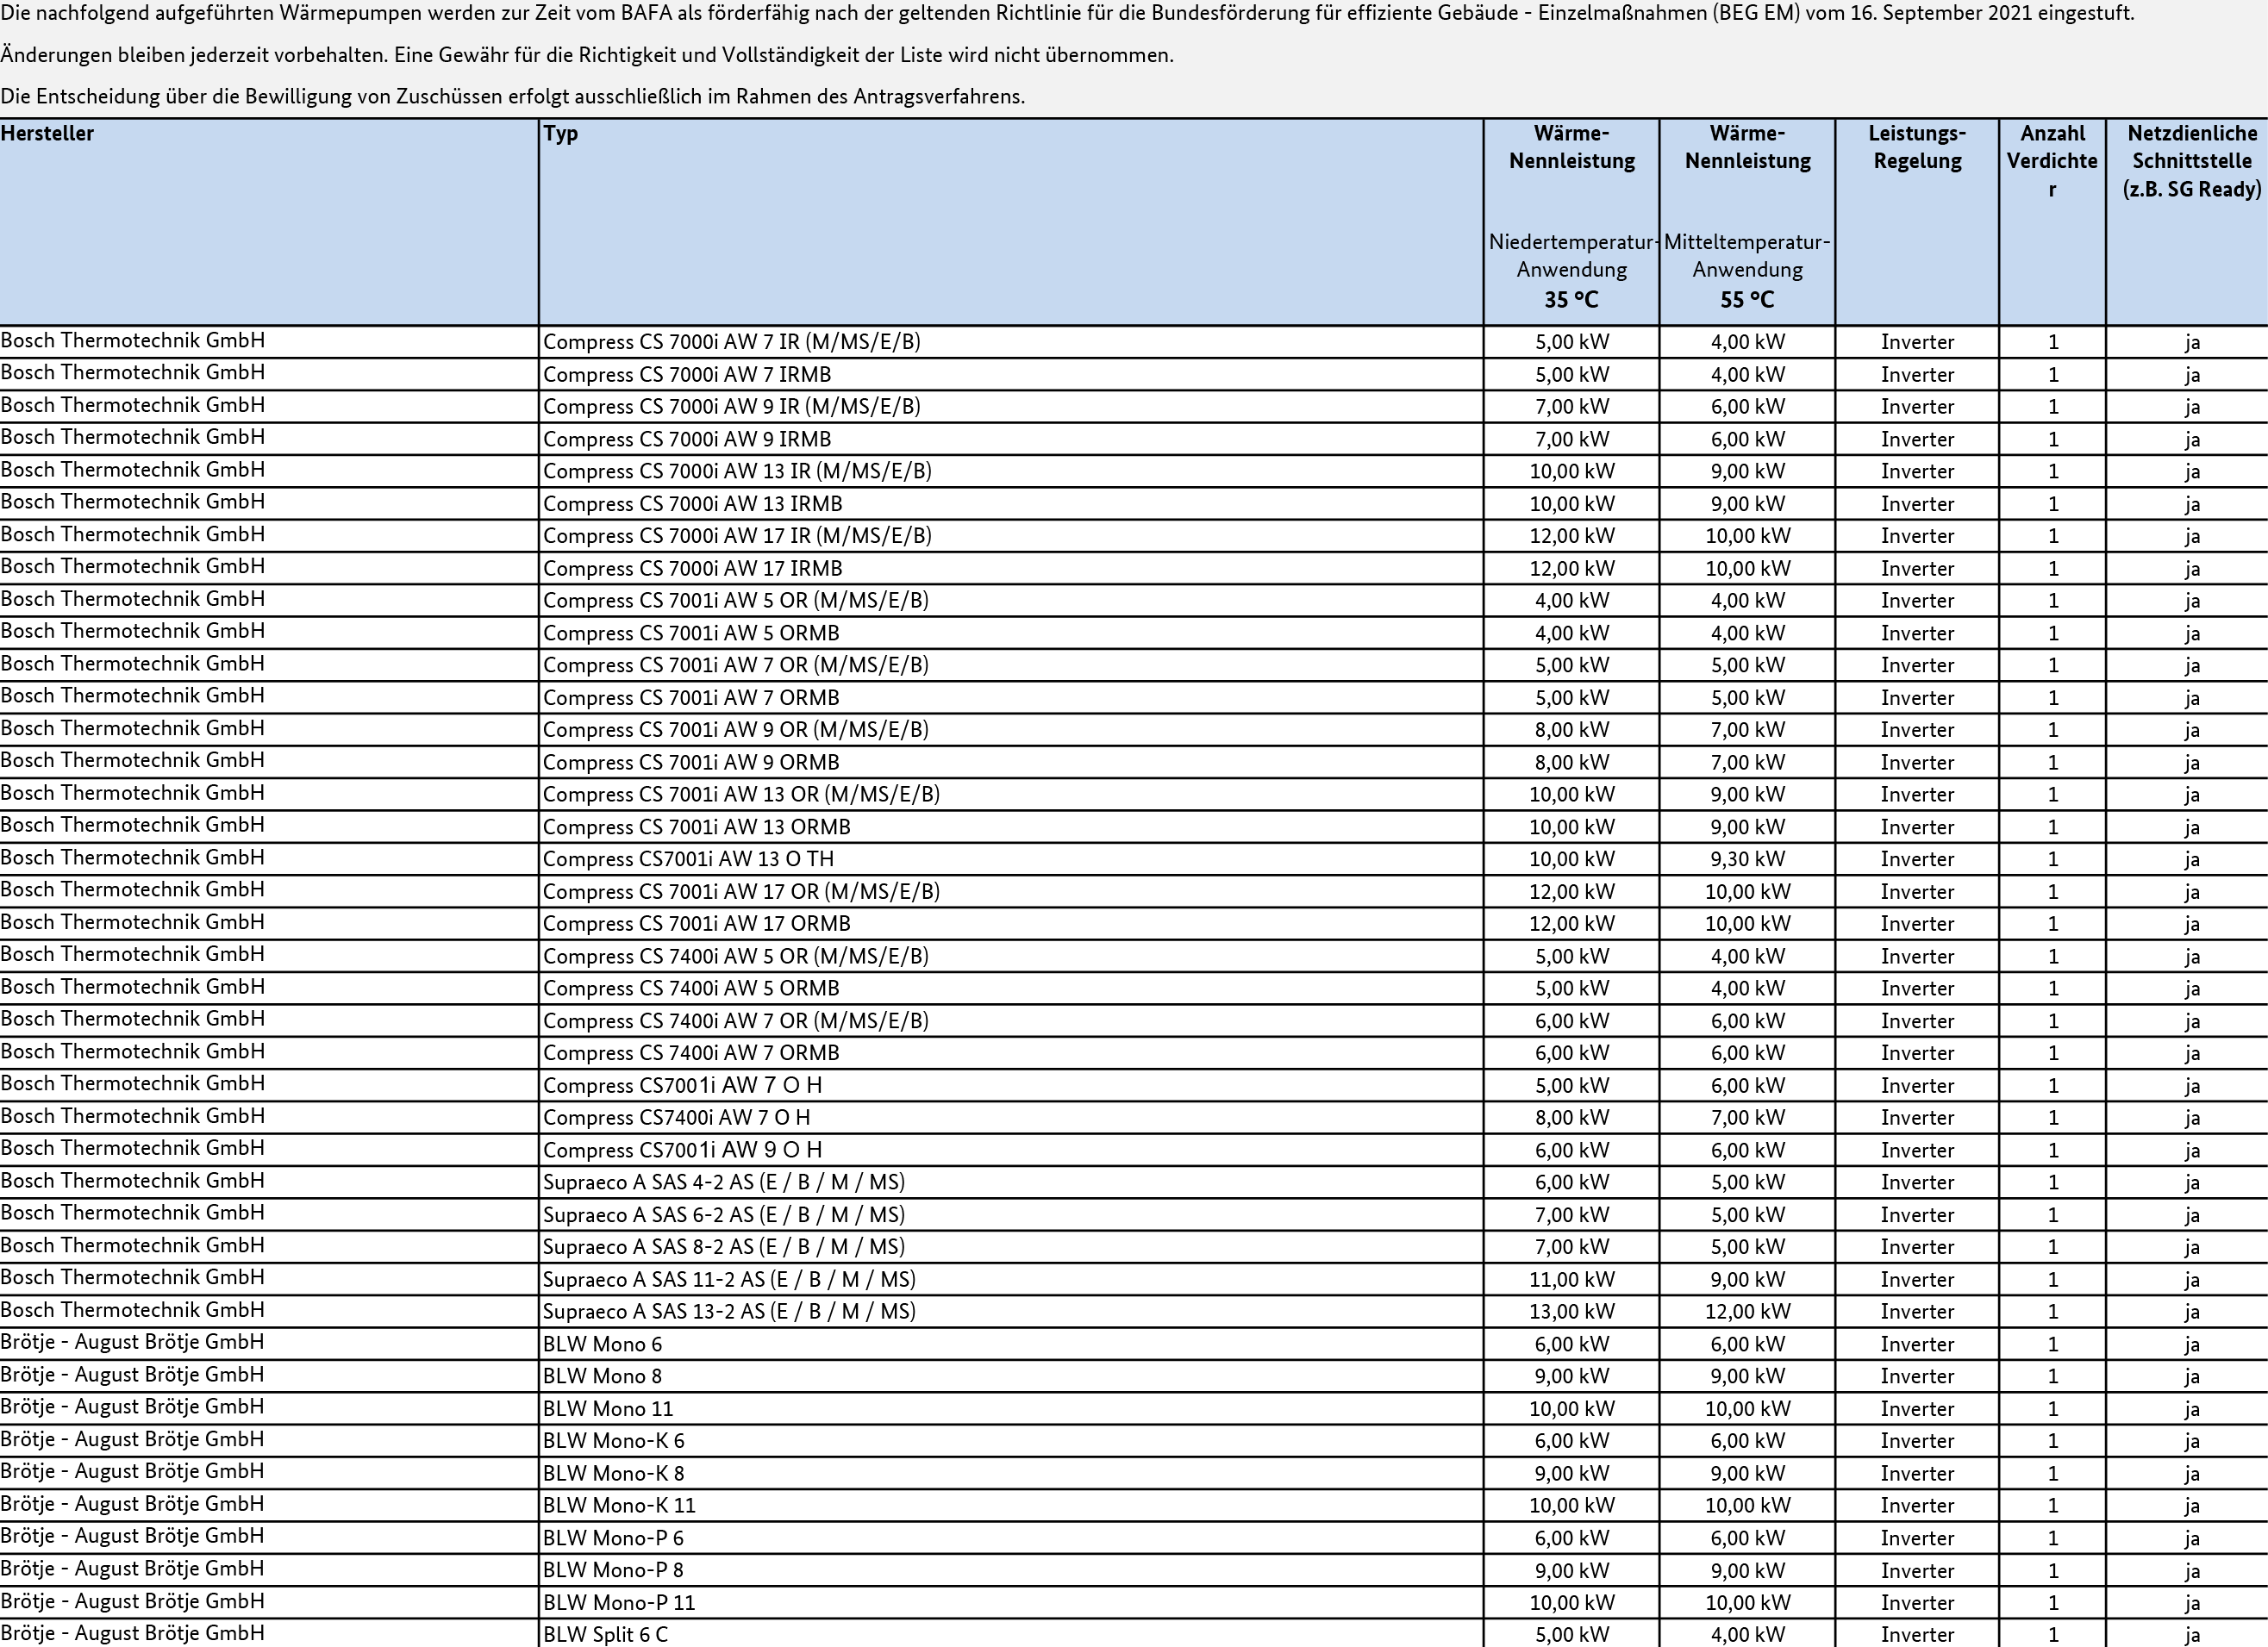 Die nachfolgend aufgeführten Wärmepumpen werden zur Zeit vom BAFA als förderfähig nach der geltenden Richtlinie für die Bundesförderung für effiziente Gebäude - Einzelmaßnahmen (BEG EM) vom 16. September 2021 eingestuft.
Änderungen bleiben jederzeit vorbehalten. Eine Gewähr für die Richtigkeit und Vollständigkeit der Liste wird nicht übernommen.
Die Entscheidung über die Bewilligung von Zuschüssen erfolgt ausschließlich im Rahmen des Antragsverfahrens.
Hersteller Typ Wärme- Wärme- Leistungs- Anzahl Netzdienliche
Nennleistung Nennleistung Regelung Verdichte Schnittstelle
r (z.B. SG Ready)
Niedertemperatur- Mitteltemperatur-
Anwendung Anwendung
35 °C 55 °C
Bosch Thermotechnik GmbH Compress CS 7000i AW 7 IR (M/MS/E/B) 5,00 kW 4,00 kW Inverter 1 ja
Bosch Thermotechnik GmbH Compress CS 7000i AW 7 IRMB 5,00 kW 4,00 kW Inverter 1 ja
Bosch Thermotechnik GmbH Compress CS 7000i AW 9 IR (M/MS/E/B) 7,00 kW 6,00 kW Inverter 1 ja
Bosch Thermotechnik GmbH Compress CS 7000i AW 9 IRMB 7,00 kW 6,00 kW Inverter 1 ja
Bosch Thermotechnik GmbH Compress CS 7000i AW 13 IR (M/MS/E/B) 10,00 kW 9,00 kW Inverter 1 ja
Bosch Thermotechnik GmbH Compress CS 7000i AW 13 IRMB 10,00 kW 9,00 kW Inverter 1 ja
Bosch Thermotechnik GmbH Compress CS 7000i AW 17 IR (M/MS/E/B) 12,00 kW 10,00 kW Inverter 1 ja
Bosch Thermotechnik GmbH Compress CS 7000i AW 17 IRMB 12,00 kW 10,00 kW Inverter 1 ja
Bosch Thermotechnik GmbH Compress CS 7001i AW 5 OR (M/MS/E/B) 4,00 kW 4,00 kW Inverter 1 ja
Bosch Thermotechnik GmbH Compress CS 7001i AW 5 ORMB 4,00 kW 4,00 kW Inverter 1 ja
Bosch Thermotechnik GmbH Compress CS 7001i AW 7 OR (M/MS/E/B) 5,00 kW 5,00 kW Inverter 1 ja
Bosch Thermotechnik GmbH Compress CS 7001i AW 7 ORMB 5,00 kW 5,00 kW Inverter 1 ja
Bosch Thermotechnik GmbH Compress CS 7001i AW 9 OR (M/MS/E/B) 8,00 kW 7,00 kW Inverter 1 ja
Bosch Thermotechnik GmbH Compress CS 7001i AW 9 ORMB 8,00 kW 7,00 kW Inverter 1 ja
Bosch Thermotechnik GmbH Compress CS 7001i AW 13 OR (M/MS/E/B) 10,00 kW 9,00 kW Inverter 1 ja
Bosch Thermotechnik GmbH Compress CS 7001i AW 13 ORMB 10,00 kW 9,00 kW Inverter 1 ja
Bosch Thermotechnik GmbH Compress CS7001i AW 13 O TH 10,00 kW 9,30 kW Inverter 1 ja
Bosch Thermotechnik GmbH Compress CS 7001i AW 17 OR (M/MS/E/B) 12,00 kW 10,00 kW Inverter 1 ja
Bosch Thermotechnik GmbH Compress CS 7001i AW 17 ORMB 12,00 kW 10,00 kW Inverter 1 ja
Bosch Thermotechnik GmbH Compress CS 7400i AW 5 OR (M/MS/E/B) 5,00 kW 4,00 kW Inverter 1 ja
Bosch Thermotechnik GmbH Compress CS 7400i AW 5 ORMB 5,00 kW 4,00 kW Inverter 1 ja
Bosch Thermotechnik GmbH Compress CS 7400i AW 7 OR (M/MS/E/B) 6,00 kW 6,00 kW Inverter 1 ja
Bosch Thermotechnik GmbH Compress CS 7400i AW 7 ORMB 6,00 kW 6,00 kW Inverter 1 ja
Bosch Thermotechnik GmbH Compress CS7001i AW 7 O H 5,00 kW 6,00 kW Inverter 1 ja
Bosch Thermotechnik GmbH Compress CS7400i AW 7 O H 8,00 kW 7,00 kW Inverter 1 ja
Bosch Thermotechnik GmbH Compress CS7001i AW 9 O H 6,00 kW 6,00 kW Inverter 1 ja
Bosch Thermotechnik GmbH Supraeco A SAS 4-2 AS (E / B / M / MS) 6,00 kW 5,00 kW Inverter 1 ja
Bosch Thermotechnik GmbH Supraeco A SAS 6-2 AS (E / B / M / MS) 7,00 kW 5,00 kW Inverter 1 ja
Bosch Thermotechnik GmbH Supraeco A SAS 8-2 AS (E / B / M / MS) 7,00 kW 5,00 kW Inverter 1 ja
Bosch Thermotechnik GmbH Supraeco A SAS 11-2 AS (E / B / M / MS) 11,00 kW 9,00 kW Inverter 1 ja
Bosch Thermotechnik GmbH Supraeco A SAS 13-2 AS (E / B / M / MS) 13,00 kW 12,00 kW Inverter 1 ja
Brötje - August Brötje GmbH BLW Mono 6 6,00 kW 6,00 kW Inverter 1 ja
Brötje - August Brötje GmbH BLW Mono 8 9,00 kW 9,00 kW Inverter 1 ja
Brötje - August Brötje GmbH BLW Mono 11 10,00 kW 10,00 kW Inverter 1 ja
Brötje - August Brötje GmbH BLW Mono-K 6 6,00 kW 6,00 kW Inverter 1 ja
Brötje - August Brötje GmbH BLW Mono-K 8 9,00 kW 9,00 kW Inverter 1 ja
Brötje - August Brötje GmbH BLW Mono-K 11 10,00 kW 10,00 kW Inverter 1 ja
Brötje - August Brötje GmbH BLW Mono-P 6 6,00 kW 6,00 kW Inverter 1 ja
Brötje - August Brötje GmbH BLW Mono-P 8 9,00 kW 9,00 kW Inverter 1 ja
Brötje - August Brötje GmbH BLW Mono-P 11 10,00 kW 10,00 kW Inverter 1 ja
Brötje - August Brötje GmbH BLW Split 6 C 5,00 kW 4,00 kW Inverter 1 ja